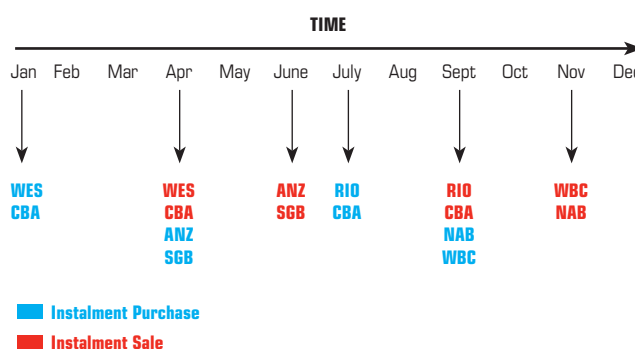 TIME
Jan Feb Mar Apr May June July Aug Sept Oct Nov Dec
WES WES ANZ RIO RIO WBC
CBA CBA SGB CBA CBA NAB
ANZ NAB
SGB WBC
Instalment Purchase
Instalment Sale